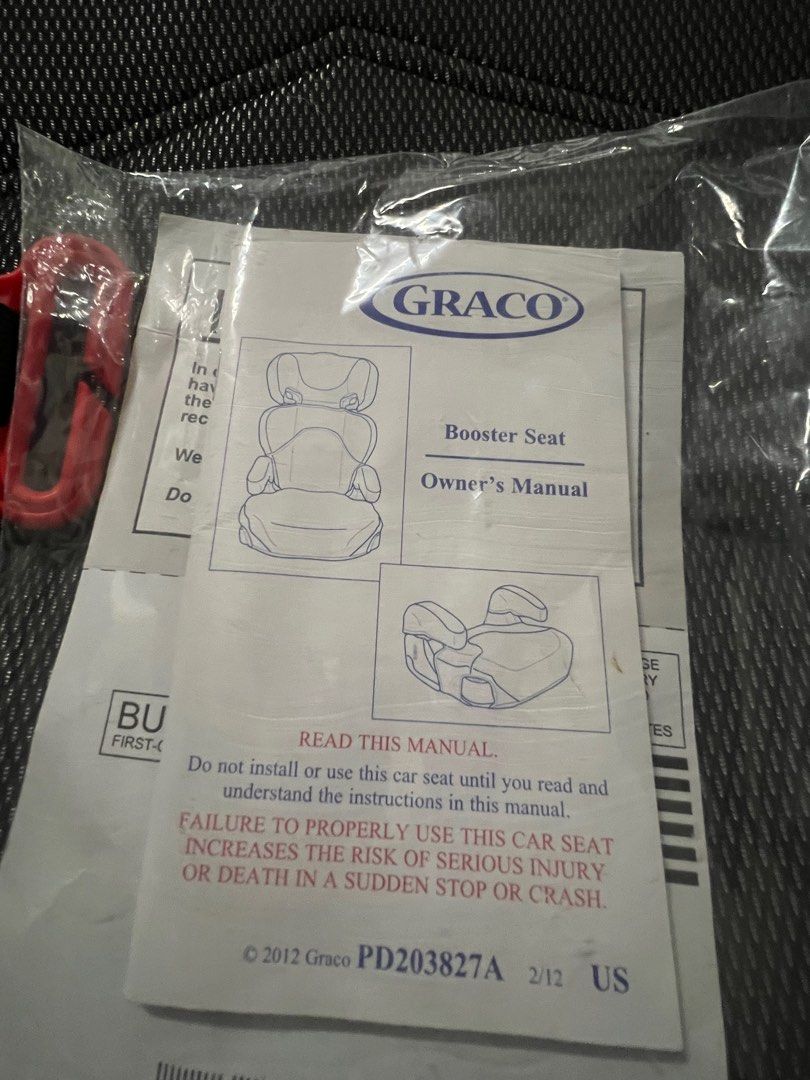 GRACO®
Booster Seat
Owner's Manual
READ THIS MANUAL.
Do not install or use this car seat until you read and
understand the instructions in this manual.
FAILURE TO PROPERLY USE THIS CAR SEAT
INCREASES THE RISK OF SERIOUS INJURY
OR DEATH IN A SUDDEN STOP OR CRASH.
© 2012 Graco PD203827A 2/12 US
In
hav
the
rec
We
Do
BU
FIRST-C
GE
RY
ES